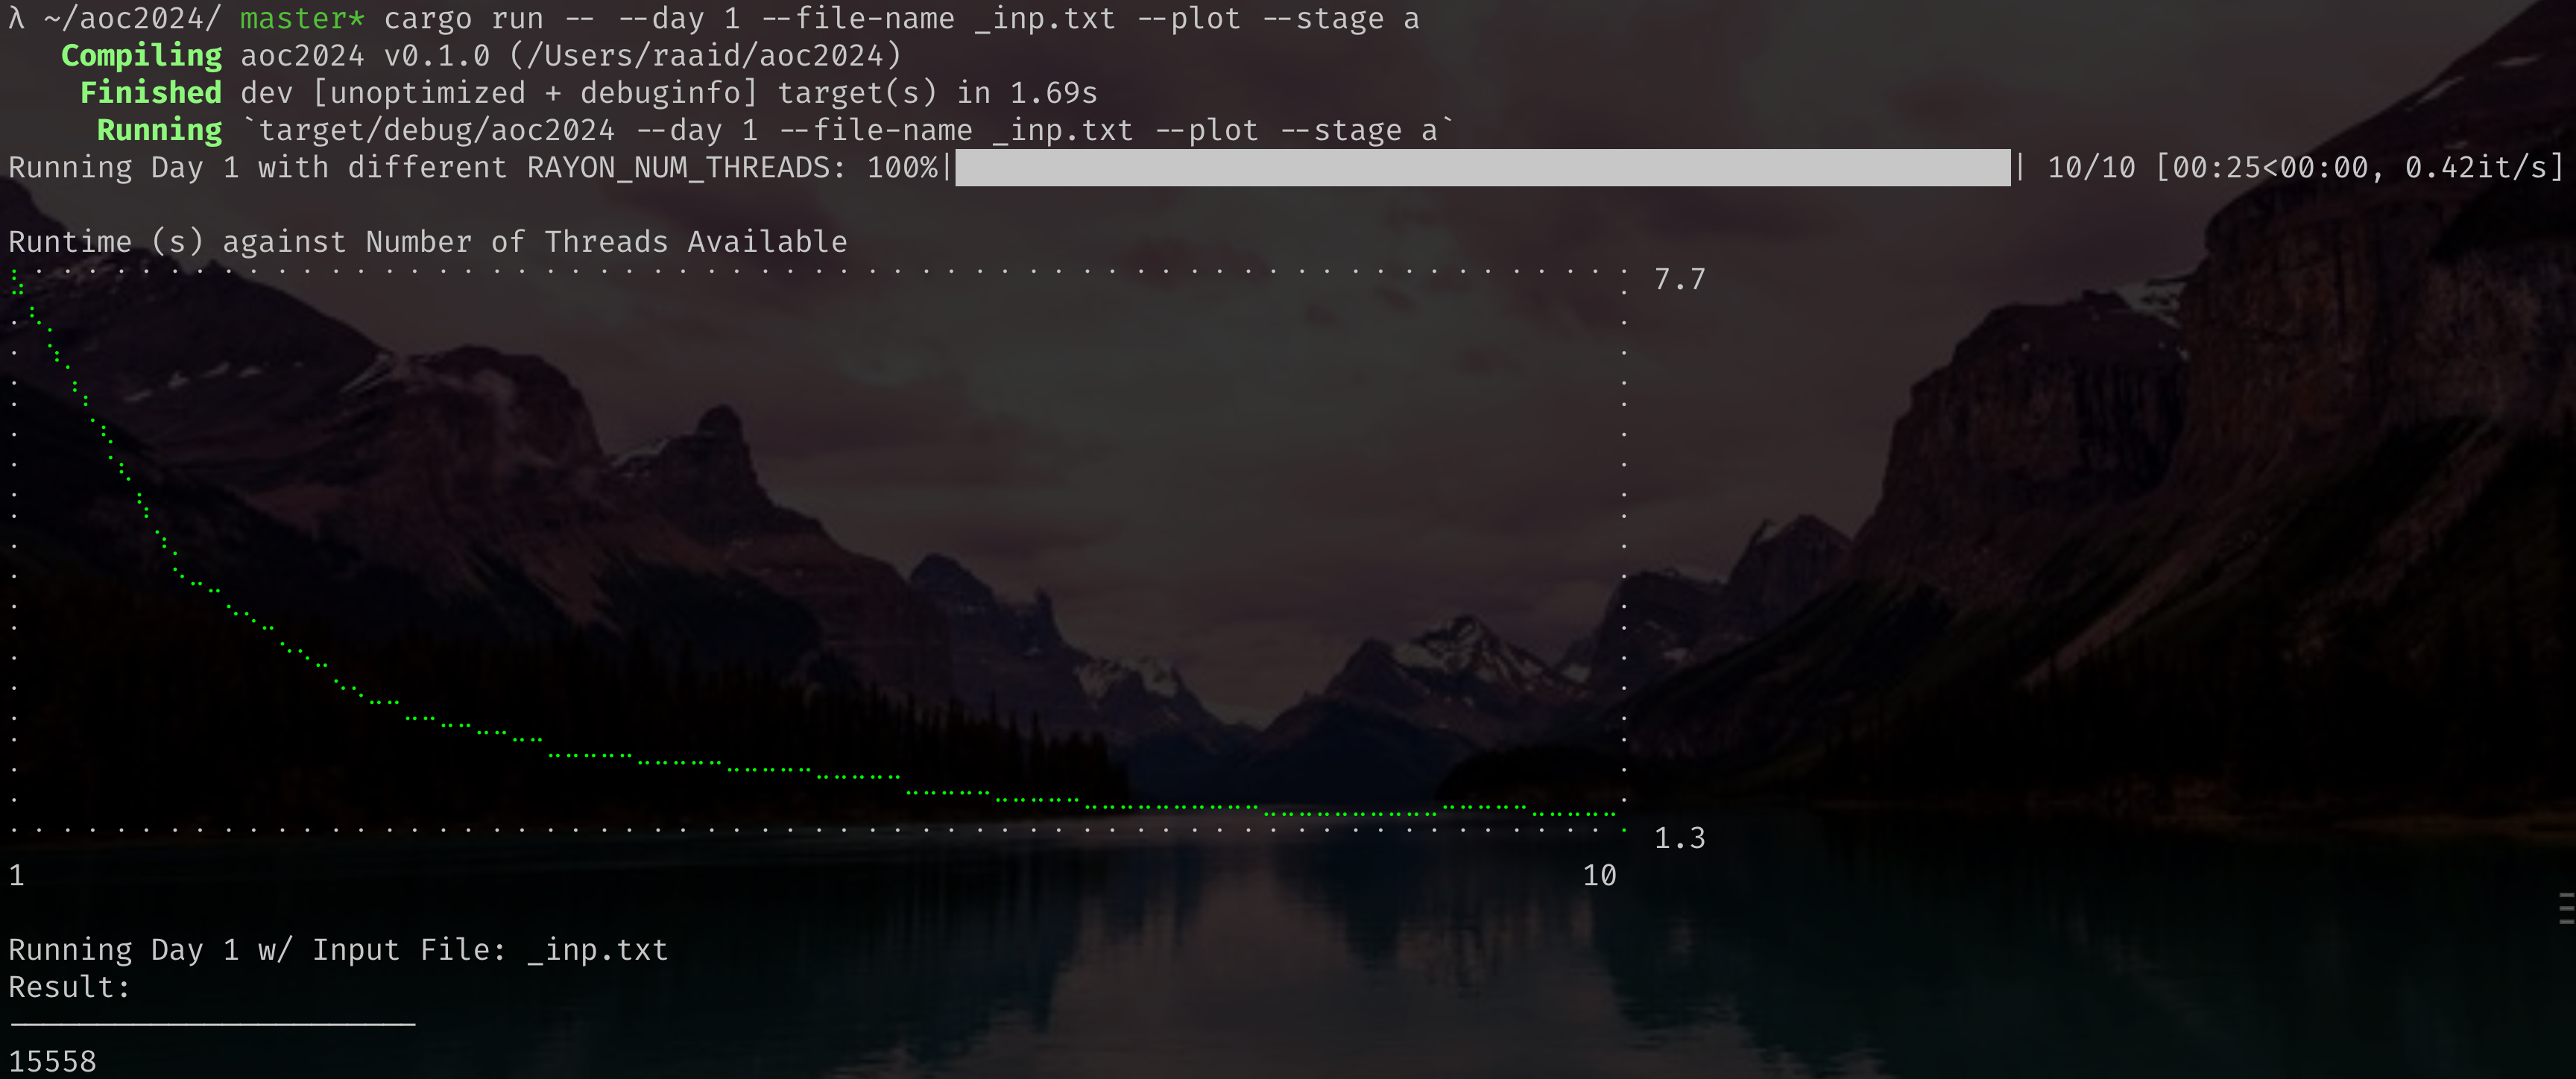 λ ~/aoc2024/ master* cargo run -- --day 1 --file-name _inp.txt --plot --stage a
Compiling aoc2024 v0.1.0 (/Users/raaid/aoc2024)
Finished dev [unoptimized + debuginfo] target(s) in 1.69s
Running `target/debug/aoc2024 --day 1 --file-name _inp.txt --plot --stage a`
Running Day 1 with different RAYON_NUM_THREADS: 100%|██████████| 10/10 [00:25<00:00, 0.42it/s]
Runtime (s) against Number of Threads Available
7.7
1.3
1 10
Running Day 1 w/ Input File: _inp.txt
Result:
15558